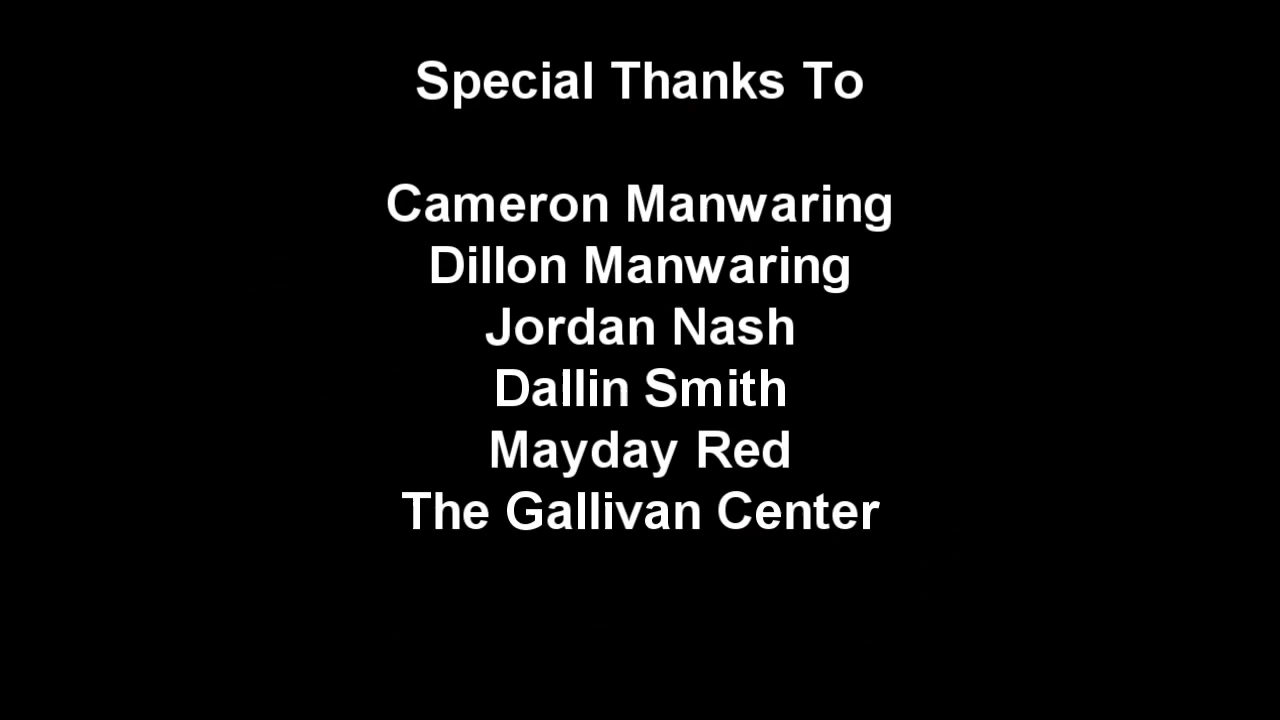 Special Thanks To
Cameron Manwaring
Dillon Manwaring
Jordan Nash
Dallin Smith
Mayday Red
The Gallivan Center